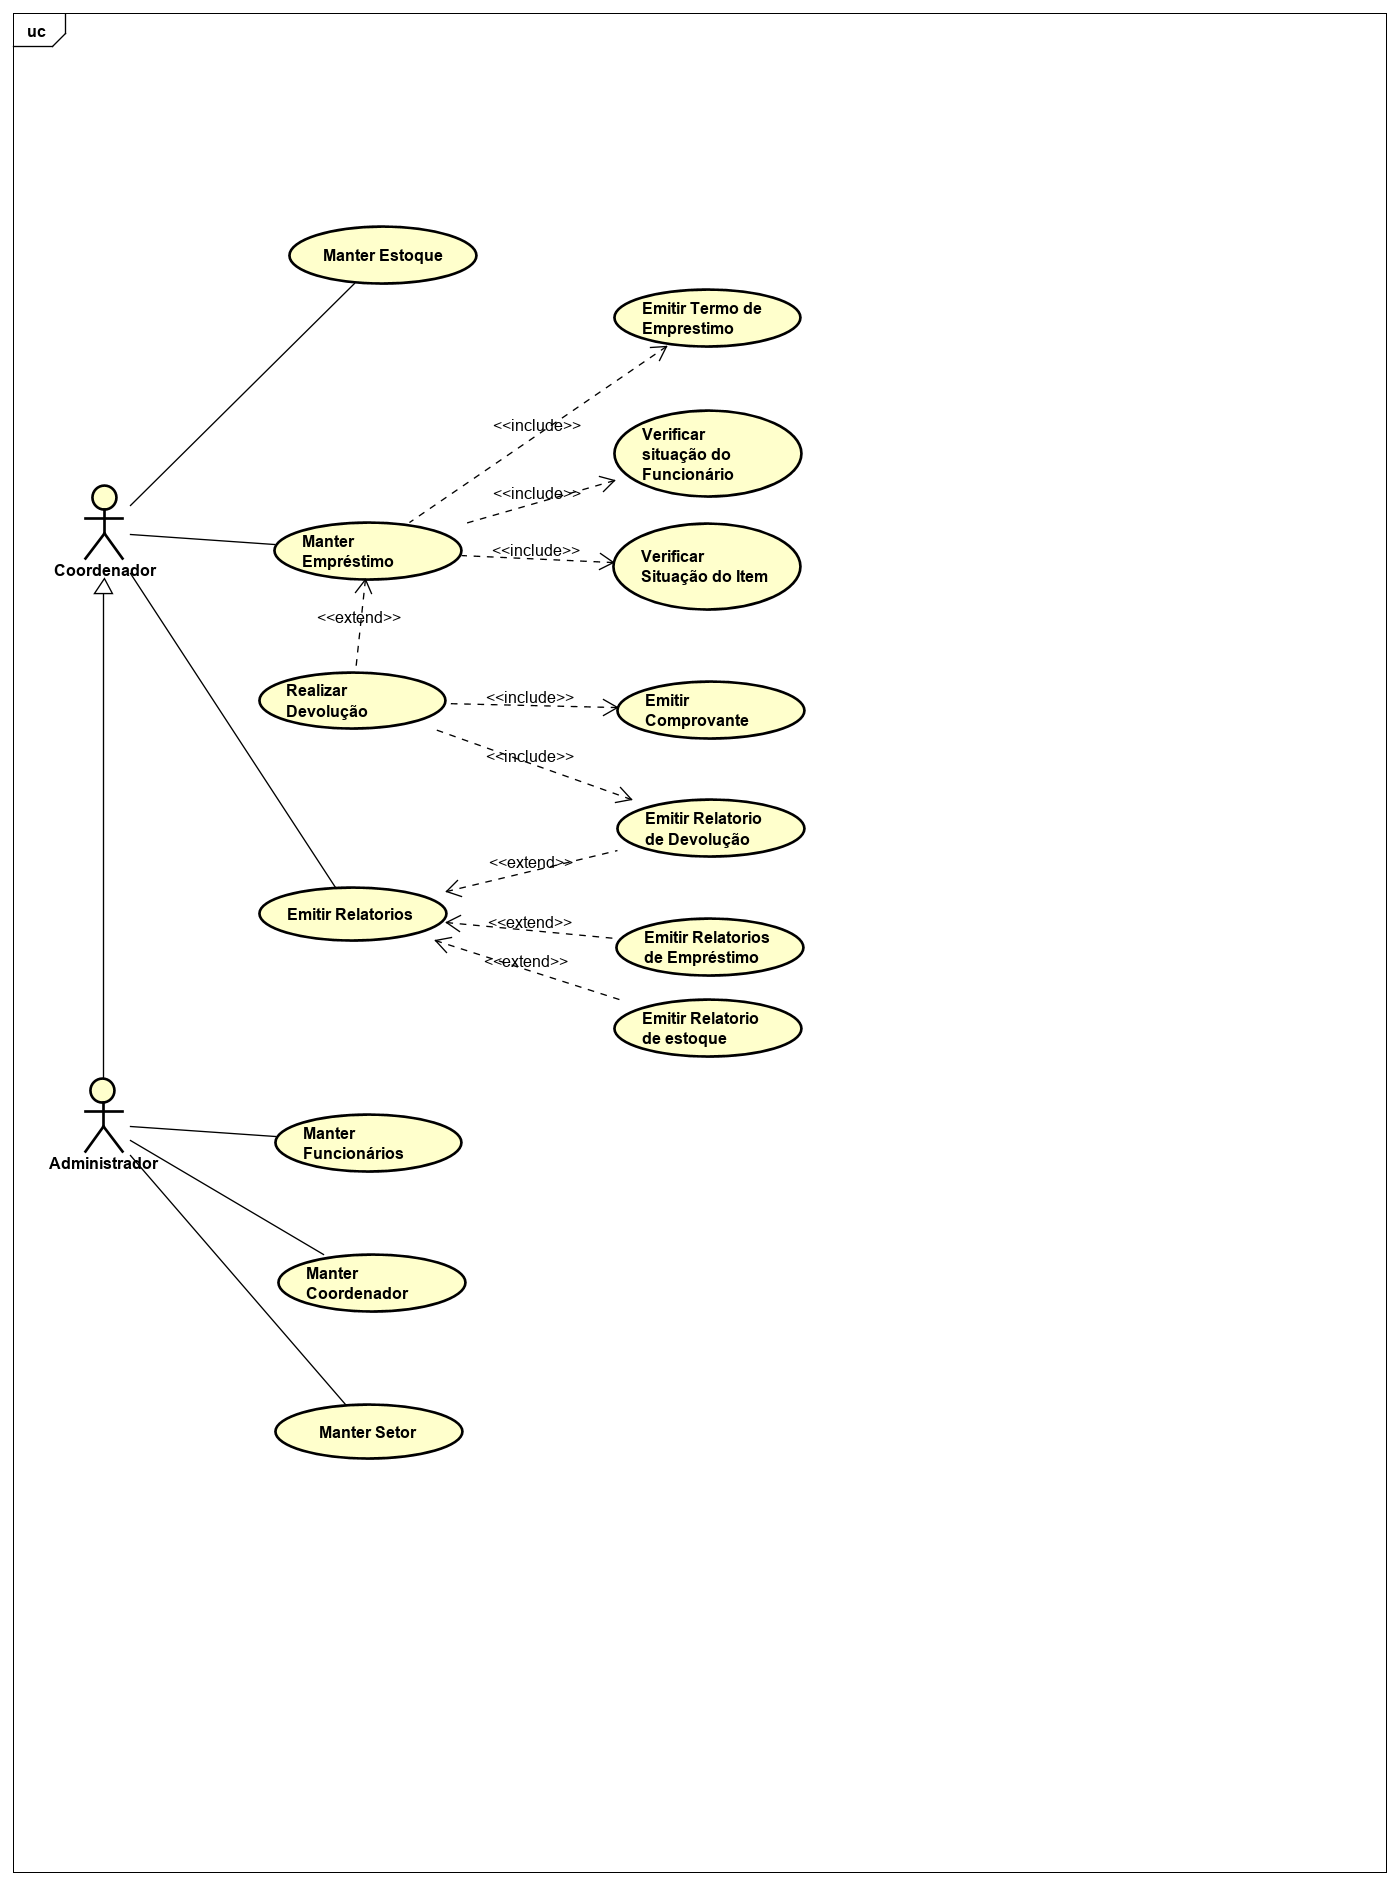 uc
Manter Estoque
Emitir Termo de
Emprestimo
<<include>>
Verificar
situação do
Funcionário
<<include>>
Coordenador
Manter
Empréstimo
<<include>>
Verificar
Situação do Item
<<extend>>
Realizar
Devolução
<<include>>
Emitir
Comprovante
<<include>>
Emitir Relatorio
de Devolução
<<extend>>
Emitir Relatorios
<<extend>>
Emitir Relatorios
de Empréstimo
<<extend>>
Emitir Relatorio
de estoque
Administrador
Manter
Funcionários
Manter
Coordenador
Manter Setor